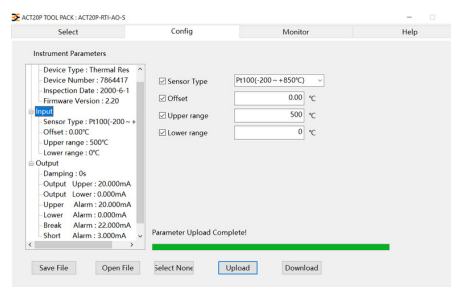 ACT20P TOOL PACK : ACT20P-RTI-AO-S
Select Config Monitor Help
Instrument Parameters
Device Type : Thermal Res
Device Number : 7864417
Inspection Date : 2000-6-1
Firmware Version : 2.20
Input
Sensor Type : Pt100(-200 ~ +
Offset : 0.00℃
Upper range : 500℃
Lower range : 0℃
Output
Damping : 0s
Output Upper : 20.000mA
Output Lower : 0.000mA
Upper Alarm : 20.000mA
Lower Alarm : 0.000mA
Break Alarm : 22.000mA
Short Alarm : 3.000mA
Sensor Type Pt100(-200 ~ +850℃)
Offset 0.00 ℃
Upper range 500 ℃
Lower range 0 ℃
Parameter Upload Complete!
Save File Open File Select None Upload Download